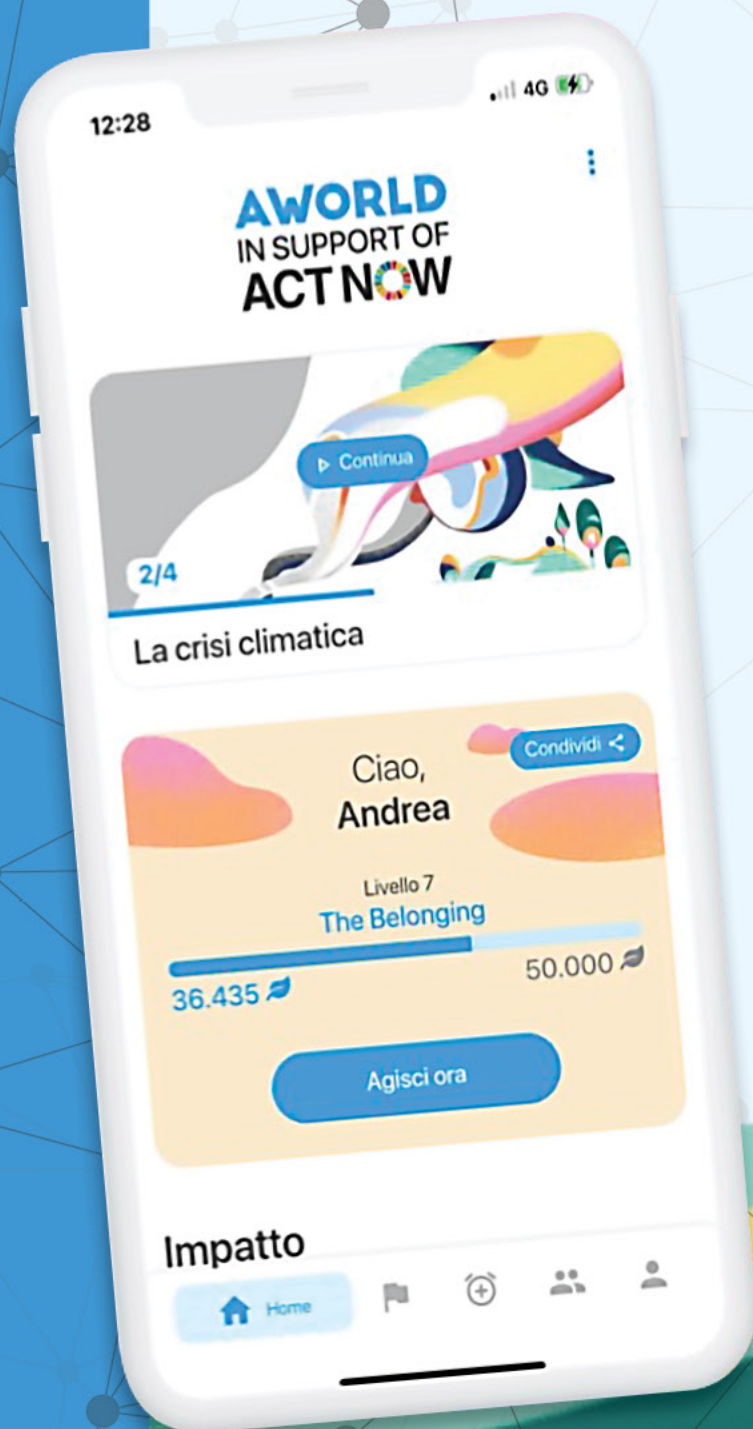 12:28
4G
AWORLD
IN SUPPORT OF
ACT NOW
Continua
2/4
La crisi climatica
Condividi
Ciao,
Andrea
Livello 7
The Belonging
36.435
50.000
Agisci ora
Impatto
Home